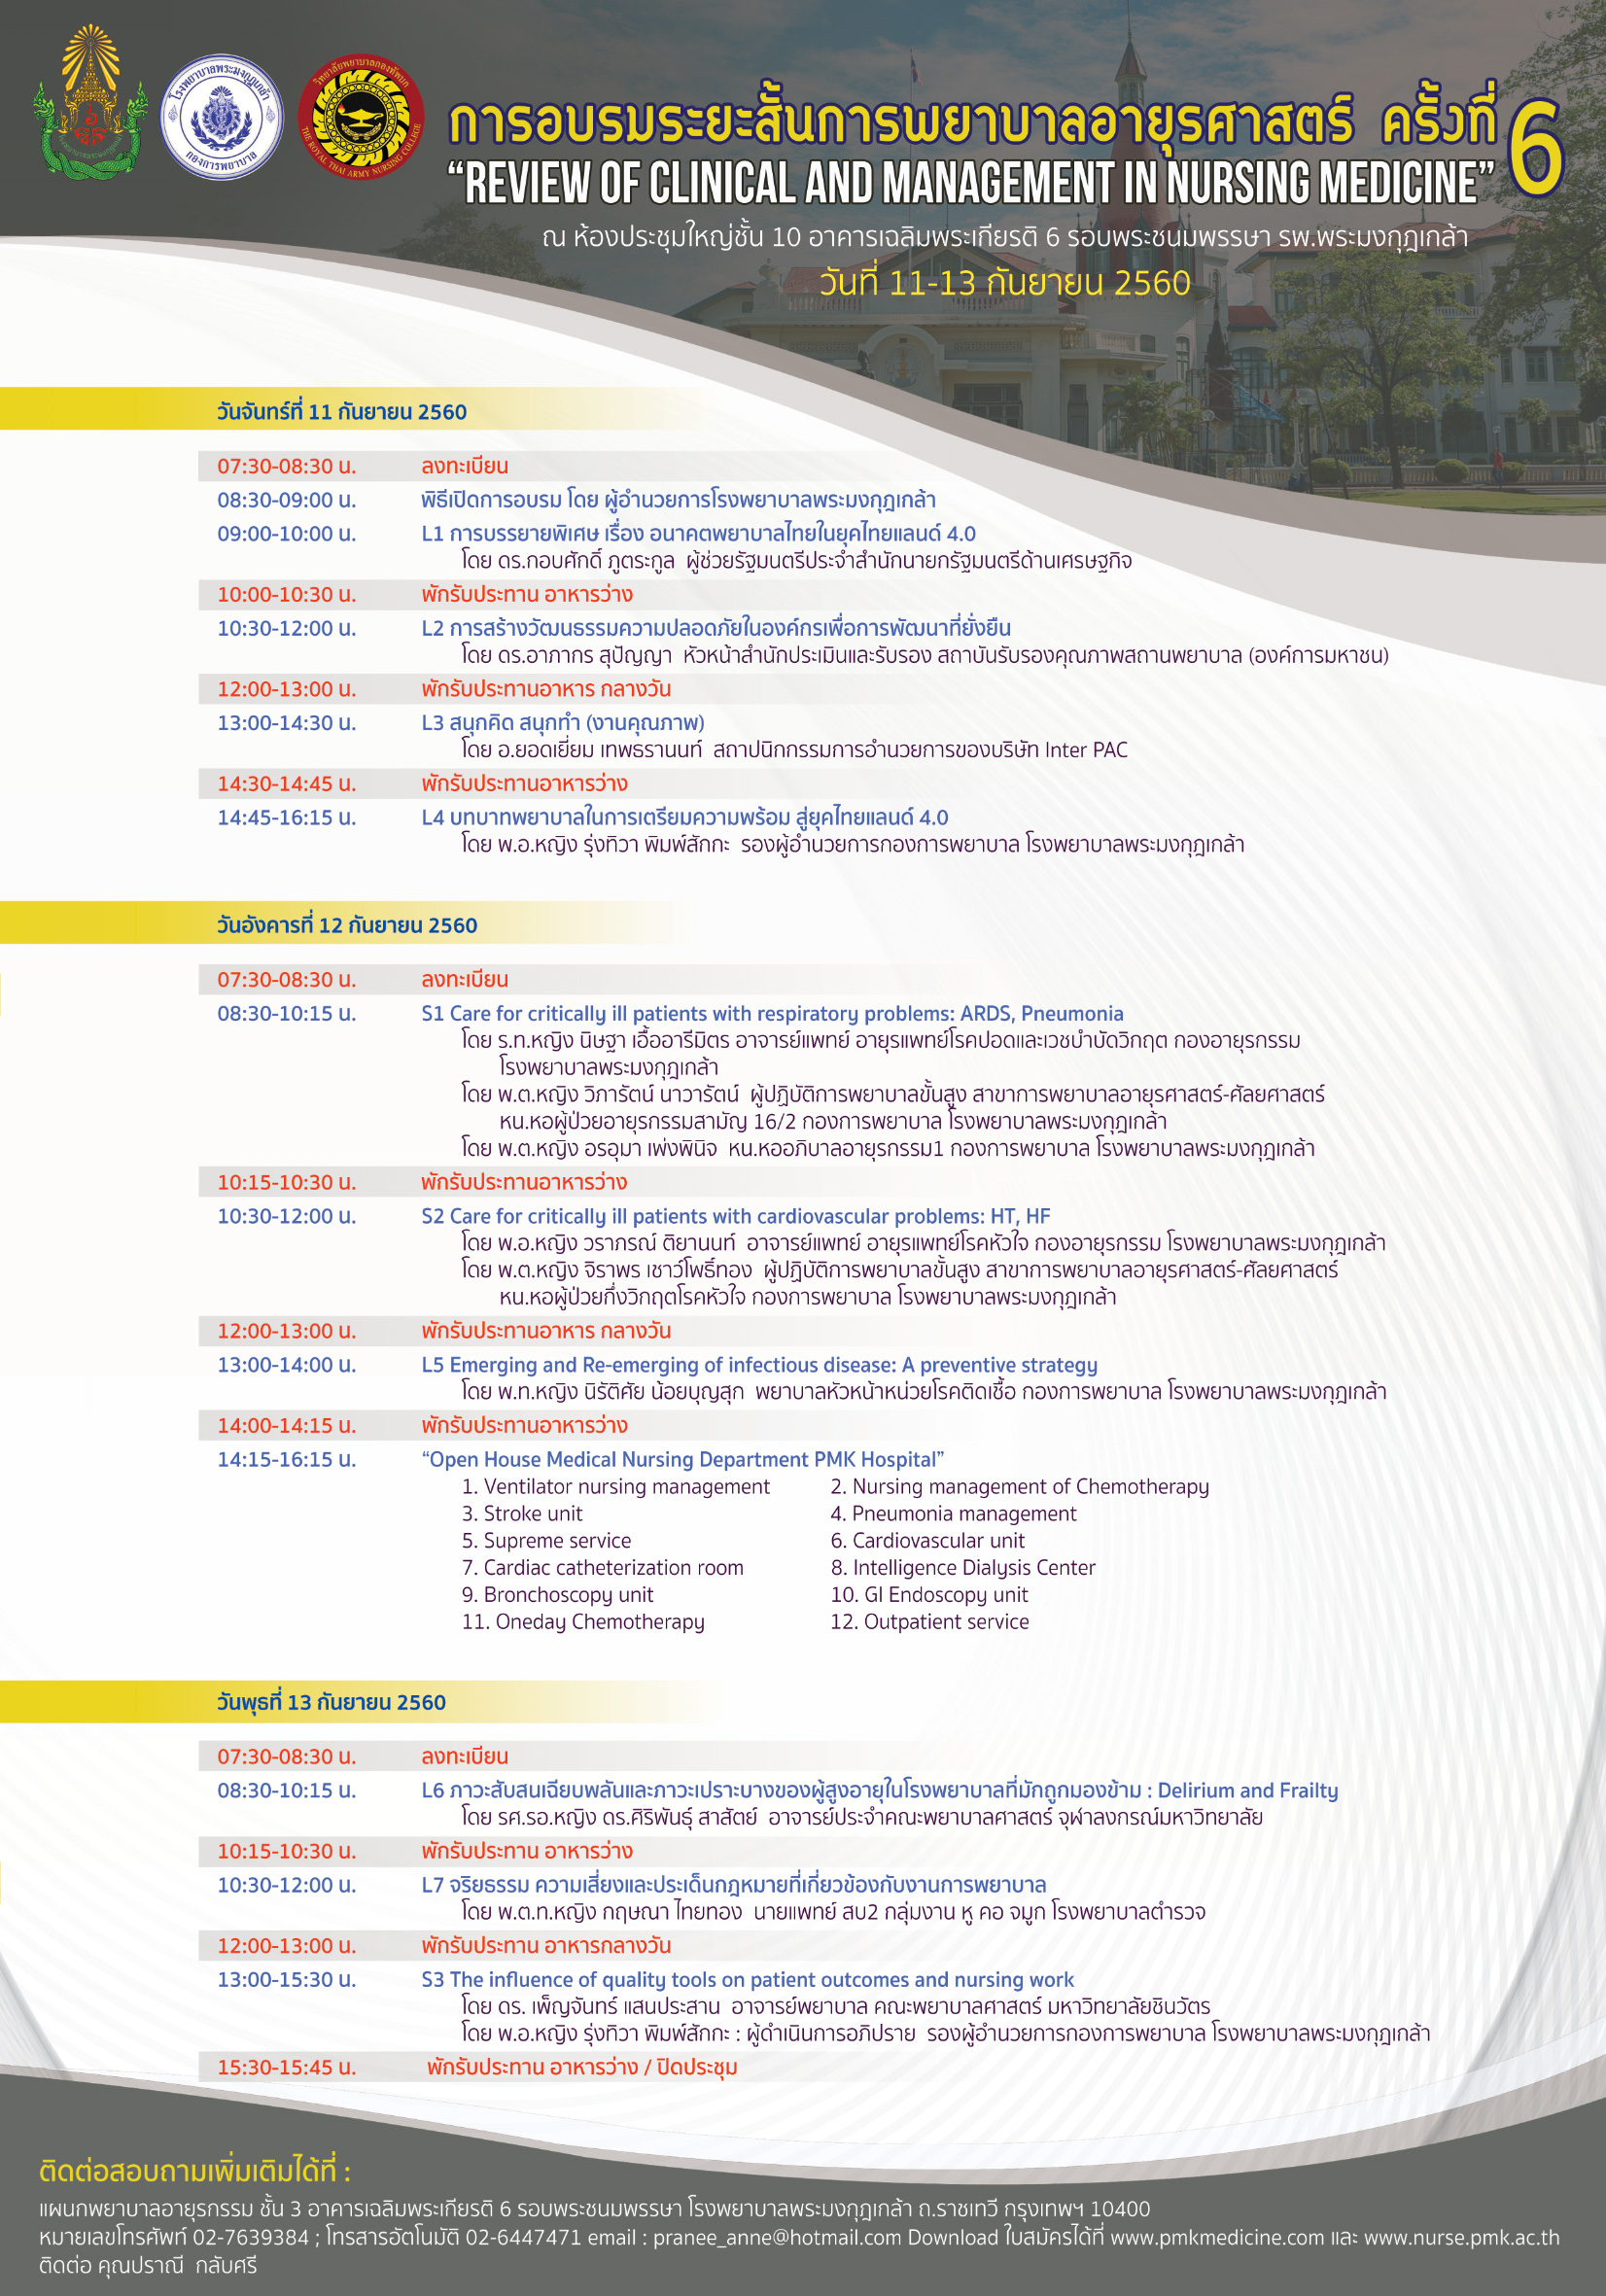 โรงพยาบาลพระมงกุฎเกล้า
กองการพยาบาล
วิทยาลัยพยาบาลกองทัพบก
THE ROYAL THAI ARMY NURSING COLLEGE
การอบรมระยะสั้นการพยาบาลอายุรศาสตร์ ครั้งที่ 6
“REVIEW OF CLINICAL AND MANAGEMENT IN NURSING MEDICINE”
ณ ห้องประชุมใหญ่ชั้น 10 อาคารเฉลิมพระเกียรติ 6 รอบพระชนมพรรษา รพ.พระมงกุฎเกล้า
วันที่ 11-13 กันยายน 2560
วันจันทร์ที่ 11 กันยายน 2560
07:30-08:30 น. ลงทะเบียน
08:30-09:00 น. พิธีเปิดการอบรม โดย ผู้อำนวยการโรงพยาบาลพระมงกุฎเกล้า
09:00-10:00 น. L1 การบรรยายพิเศษ เรื่อง อนาคตพยาบาลไทยในยุคไทยแลนด์ 4.0
โดย ดร.กอบศักดิ์ ภูตระกูล ผู้ช่วยรัฐมนตรีประจำสำนักนายกรัฐมนตรีด้านเศรษฐกิจ
10:00-10:30 น. พักรับประทาน อาหารว่าง
10:30-12:00 น. L2 การสร้างวัฒนธรรมความปลอดภัยในองค์กรเพื่อการพัฒนาที่ยั่งยืน
โดย ดร.อาภากร สุปัญญา หัวหน้าสำนักประเมินและรับรอง สถาบันรับรองคุณภาพสถานพยาบาล (องค์การมหาชน)
12:00-13:00 น. พักรับประทานอาหาร กลางวัน
13:00-14:30 น. L3 สนุกคิด สนุกทำ (งานคุณภาพ)
โดย อ.ยอดเยี่ยม เทพธรานนท์ สถาปนิกกรรมการอำนวยการของบริษัท Inter PAC
14:30-14:45 น. พักรับประทานอาหารว่าง
14:45-16:15 น. L4 บทบาทพยาบาลในการเตรียมความพร้อม สู่ยุคไทยแลนด์ 4.0
โดย พ.อ.หญิง รุ่งทิวา พิมพ์สักกะ รองผู้อำนวยการกองการพยาบาล โรงพยาบาลพระมงกุฎเกล้า
วันอังคารที่ 12 กันยายน 2560
07:30-08:30 น. ลงทะเบียน
08:30-10:15 น. S1 Care for critically ill patients with respiratory problems: ARDS, Pneumonia
โดย ร.ท.หญิง นิษฐา เอื้ออารีมิตร อาจารย์แพทย์ อายุรแพทย์โรคปอดและเวชบำบัดวิกฤต กองอายุรกรรม
โรงพยาบาลพระมงกุฎเกล้า
โดย พ.ต.หญิง วิภารัตน์ นาวารัตน์ ผู้ปฏิบัติการพยาบาลขั้นสูง สาขาการพยาบาลอายุรศาสตร์-ศัลยศาสตร์
หน.หอผู้ป่วยอายุรกรรมสามัญ 16/2 กองการพยาบาล โรงพยาบาลพระมงกุฎเกล้า
โดย พ.ต.หญิง อรอุมา เพ่งพินิจ หน.หออภิบาลอายุรกรรม1 กองการพยาบาล โรงพยาบาลพระมงกุฎเกล้า
10:15-10:30 น. พักรับประทานอาหารว่าง
10:30-12:00 น. S2 Care for critically ill patients with cardiovascular problems: HT, HF
โดย พ.อ.หญิง วราภรณ์ ติยานนท์ อาจารย์แพทย์ อายุรแพทย์โรคหัวใจ กองอายุรกรรม โรงพยาบาลพระมงกุฎเกล้า
โดย พ.ต.หญิง จิราพร เชาว์โพธิ์ทอง ผู้ปฏิบัติการพยาบาลขั้นสูง สาขาการพยาบาลอายุรศาสตร์-ศัลยศาสตร์
หน.หอผู้ป่วยกึ่งวิกฤตโรคหัวใจ กองการพยาบาล โรงพยาบาลพระมงกุฎเกล้า
12:00-13:00 น. พักรับประทานอาหาร กลางวัน
13:00-14:00 น. L5 Emerging and Re-emerging of infectious disease: A preventive strategy
โดย พ.ท.หญิง นิรัติศัย น้อยบุญสุก พยาบาลหัวหน้าหน่วยโรคติดเชื้อ กองการพยาบาล โรงพยาบาลพระมงกุฎเกล้า
14:00-14:15 น. พักรับประทานอาหารว่าง
14:15-16:15 น. “Open House Medical Nursing Department PMK Hospital”
1. Ventilator nursing management 2. Nursing management of Chemotherapy
3. Stroke unit 4. Pneumonia management
5. Supreme service 6. Cardiovascular unit
7. Cardiac catheterization room 8. Intelligence Dialysis Center
9. Bronchoscopy unit 10. GI Endoscopy unit
11. Oneday Chemotherapy 12. Outpatient service
วันพุธที่ 13 กันยายน 2560
07:30-08:30 น. ลงทะเบียน
08:30-10:15 น. L6 ภาวะสับสนเฉียบพลันและภาวะเปราะบางของผู้สูงอายุในโรงพยาบาลที่มักถูกมองข้าม : Delirium and Frailty
โดย รศ.รอ.หญิง ดร.ศิริพันธุ์ สาสัตย์ อาจารย์ประจำคณะพยาบาลศาสตร์ จุฬาลงกรณ์มหาวิทยาลัย
10:15-10:30 น. พักรับประทาน อาหารว่าง
10:30-12:00 น. L7 จริยธรรม ความเสี่ยงและประเด็นกฎหมายที่เกี่ยวข้องกับงานการพยาบาล
โดย พ.ต.ท.หญิง กฤษณา ไทยทอง นายแพทย์ สบ2 กลุ่มงาน หู คอ จมูก โรงพยาบาลตำรวจ
12:00-13:00 น. พักรับประทาน อาหารกลางวัน
13:00-15:30 น. S3 The influence of quality tools on patient outcomes and nursing work
โดย ดร. เพ็ญจันทร์ แสนประสาน อาจารย์พยาบาล คณะพยาบาลศาสตร์ มหาวิทยาลัยชินวัตร
โดย พ.อ.หญิง รุ่งทิวา พิมพ์สักกะ : ผู้ดำเนินการอภิปราย รองผู้อำนวยการกองการพยาบาล โรงพยาบาลพระมงกุฎเกล้า
15:30-15:45 น. พักรับประทาน อาหารว่าง / ปิดประชุม
ติดต่อสอบถามเพิ่มเติมได้ที่ :
แผนกพยาบาลอายุรกรรม ชั้น 3 อาคารเฉลิมพระเกียรติ 6 รอบพระชนมพรรษา โรงพยาบาลพระมงกุฎเกล้า ถ.ราชเทวี กรุงเทพฯ 10400
หมายเลขโทรศัพท์ 02-7639384 ; โทรสารอัตโนมัติ 02-6447471 email : pranee_anne@hotmail.com Download ใบสมัครได้ที่ www.pmkmedicine.com และ www.nurse.pmk.ac.th
ติดต่อ คุณปราณี กลับศรี